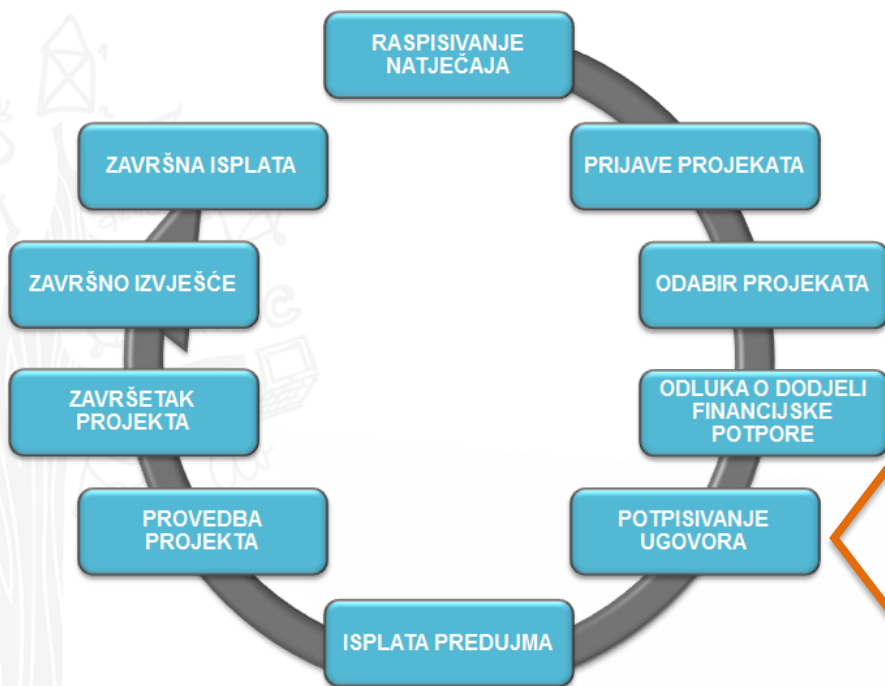 RASPISIVANJE
NATJEČAJA
PRIJAVE PROJEKATA
ODABIR PROJEKATA
ODLUKA O DODJELI
FINANCIJSKE
POTPORE
POTPISIVANJE
UGOVORA
ISPLATA PREDUJMA
PROVEDBA
PROJEKTA
ZAVRŠETAK
PROJEKTA
ZAVRŠNO IZVJEŠĆE
ZAVRŠNA ISPLATA